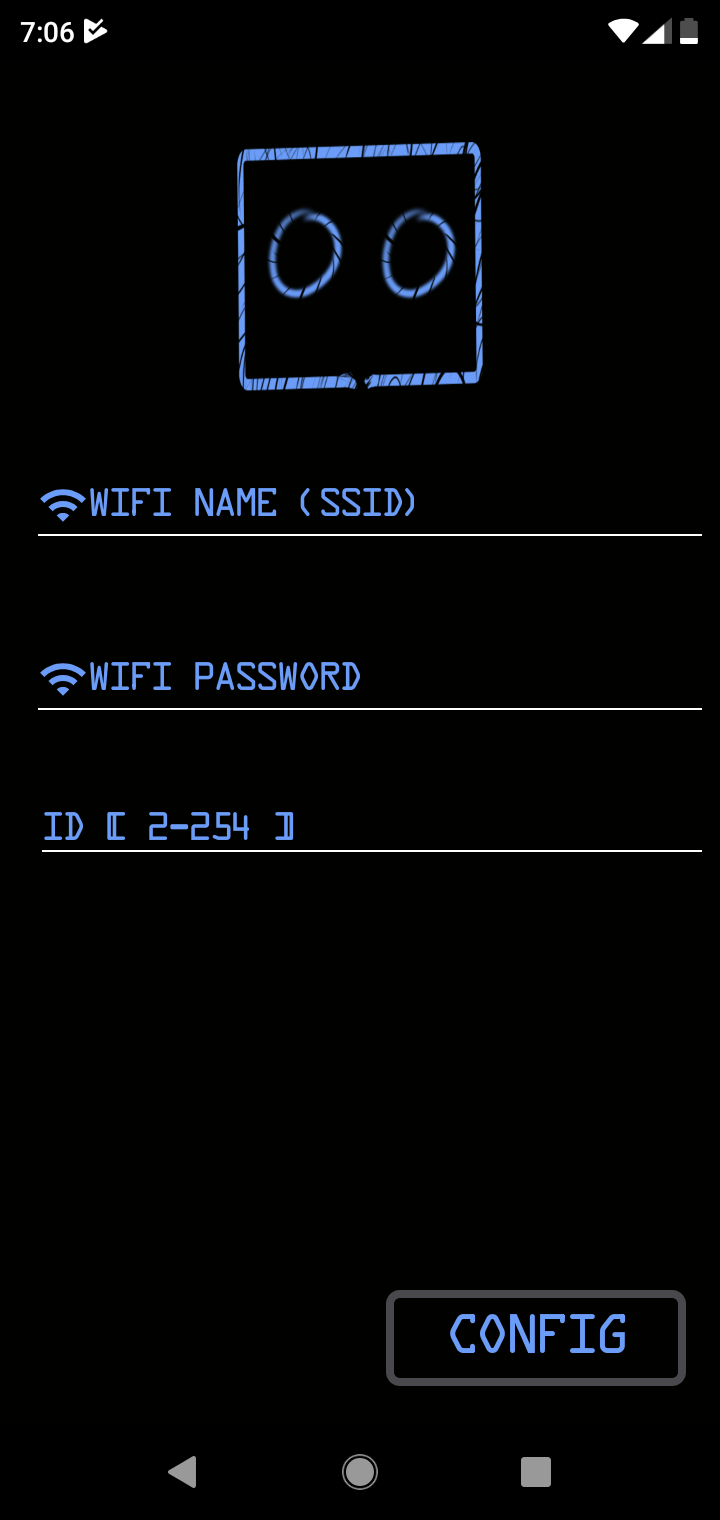 7:06
WIFI NAME (SSID)
WIFI PASSWORD
ID [ 2-254 ]
CONFIG